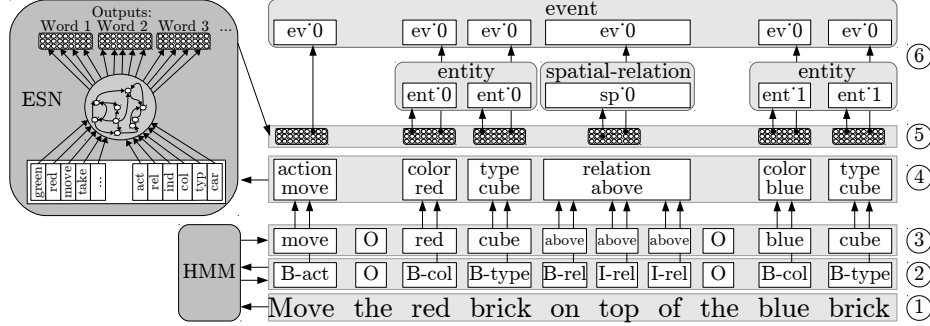 Outputs:
Word 1 Word 2 Word 3 ...
ESN
green red move take ... act rel ind col typ car
HMM
event
ev·0 ev·0 ev·0 ev·0 ev·0 ev·0
6
entity spatial-relation entity
ent·0 ent·0 sp·0 ent·1 ent·1
5
action color type relation color type
move red cube above blue cube
4
move O red cube above above above O blue cube
3
B-act O B-col B-type B-rel I-rel I-rel O B-col B-type
2
Move the red brick on top of the blue brick
1